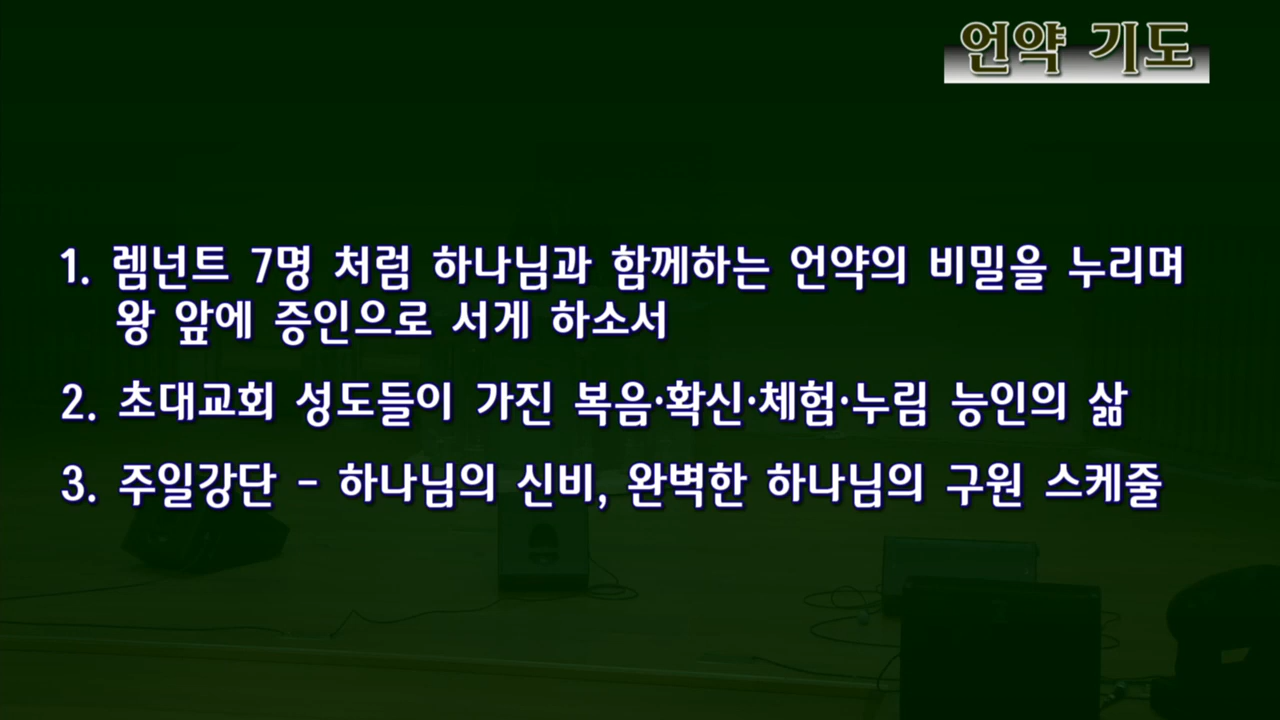 언약 기도
1. 렘넌트 7명 처럼 하나님과 함께하는 언약의 비밀을 누리며
왕 앞에 증인으로 서게 하소서
2. 초대교회 성도들이 가진 복음·확신·체험·누림 능인의 삶
3. 주일강단 - 하나님의 신비, 완벽한 하나님의 구원 스케줄